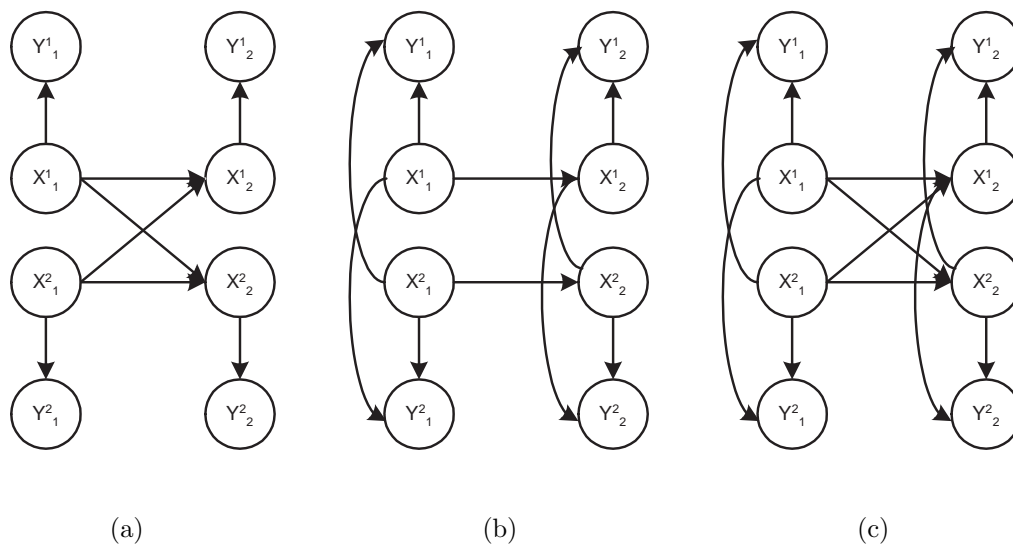 Y¹₁ Y¹₂ Y¹₁ Y¹₂ Y¹₁ Y¹₂
X¹₁ X¹₂ X¹₁ X¹₂ X¹₁ X¹₂
X²₁ X²₂ X²₁ X²₂ X²₁ X²₂
Y²₁ Y²₂ Y²₁ Y²₂ Y²₁ Y²₂
(a) (b) (c)